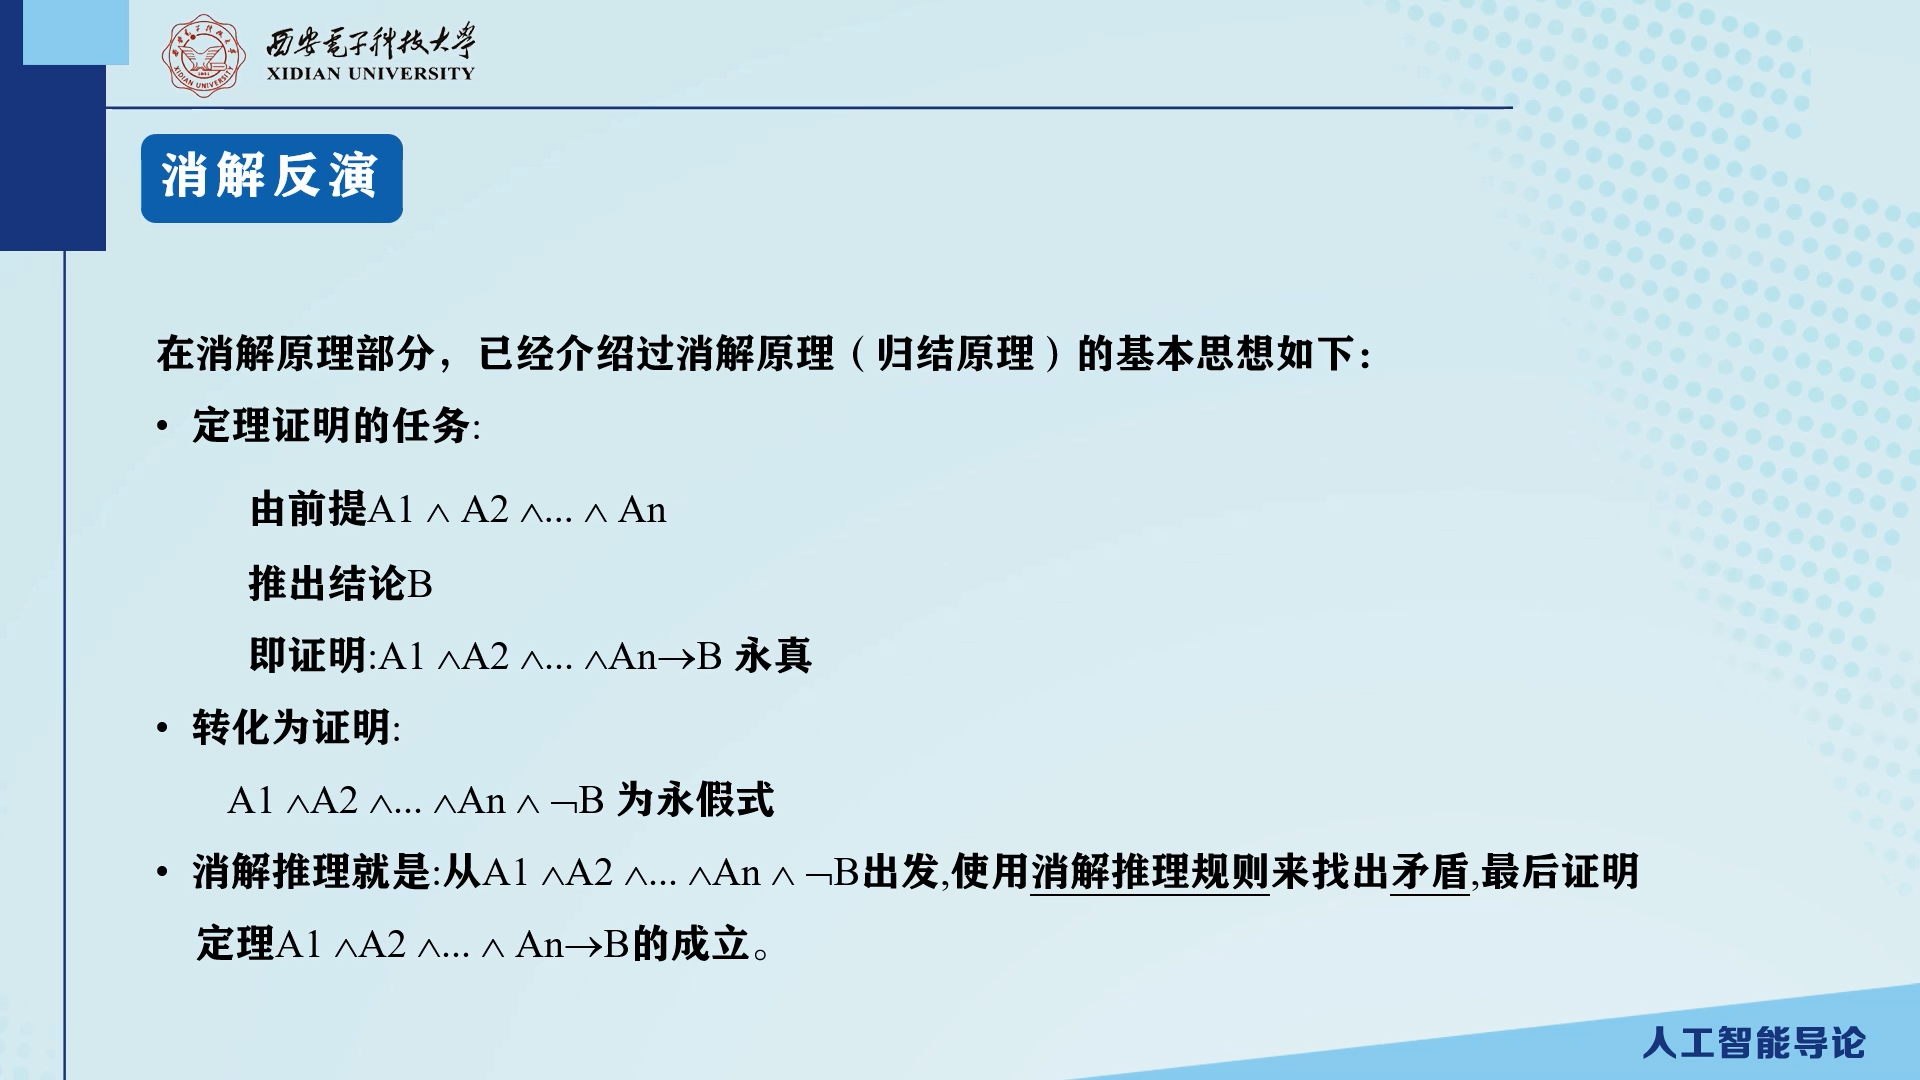 西安电子科技大学
XIDIAN UNIVERSITY
消解反演
在消解原理部分，已经介绍过消解原理（归结原理）的基本思想如下：
• 定理证明的任务:
由前提A1 ∧ A2 ∧... ∧ An
推出结论B
即证明:A1 ∧A2 ∧... ∧An→B 永真
• 转化为证明:
A1 ∧A2 ∧... ∧An ∧ ¬B 为永假式
• 消解推理就是:从A1 ∧A2 ∧... ∧An ∧ ¬B出发,使用消解推理规则来找出矛盾,最后证明
定理A1 ∧A2 ∧... ∧ An→B的成立。
人工智能导论